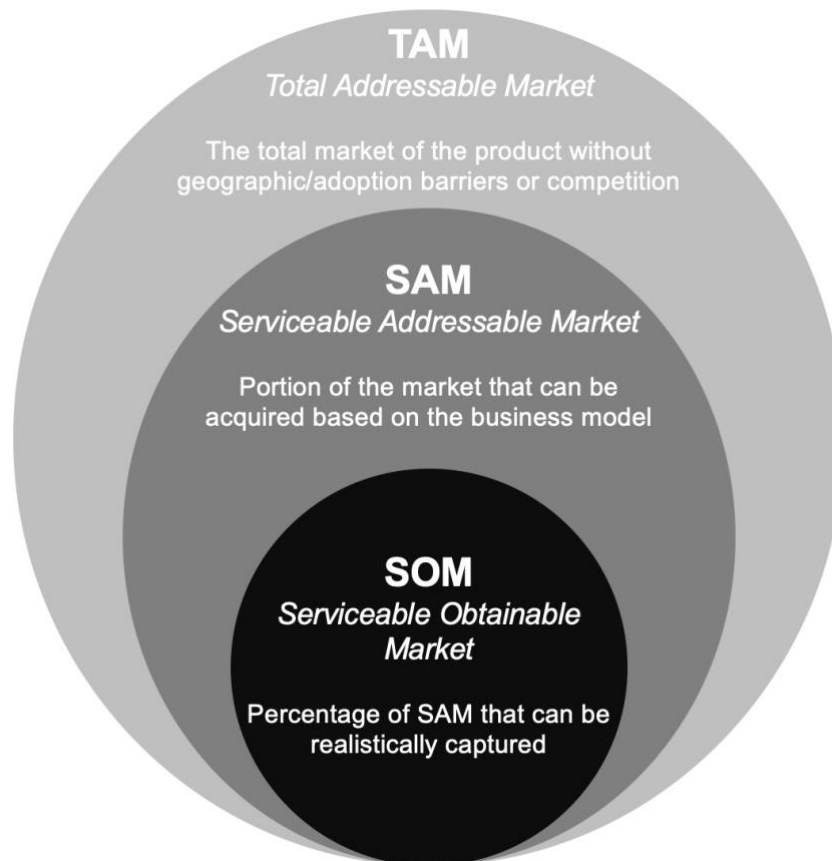 TAM
Total Addressable Market
The total market of the product without
geographic/adoption barriers or competition
SAM
Serviceable Addressable Market
Portion of the market that can be
acquired based on the business model
SOM
Serviceable Obtainable
Market
Percentage of SAM that can be
realistically captured